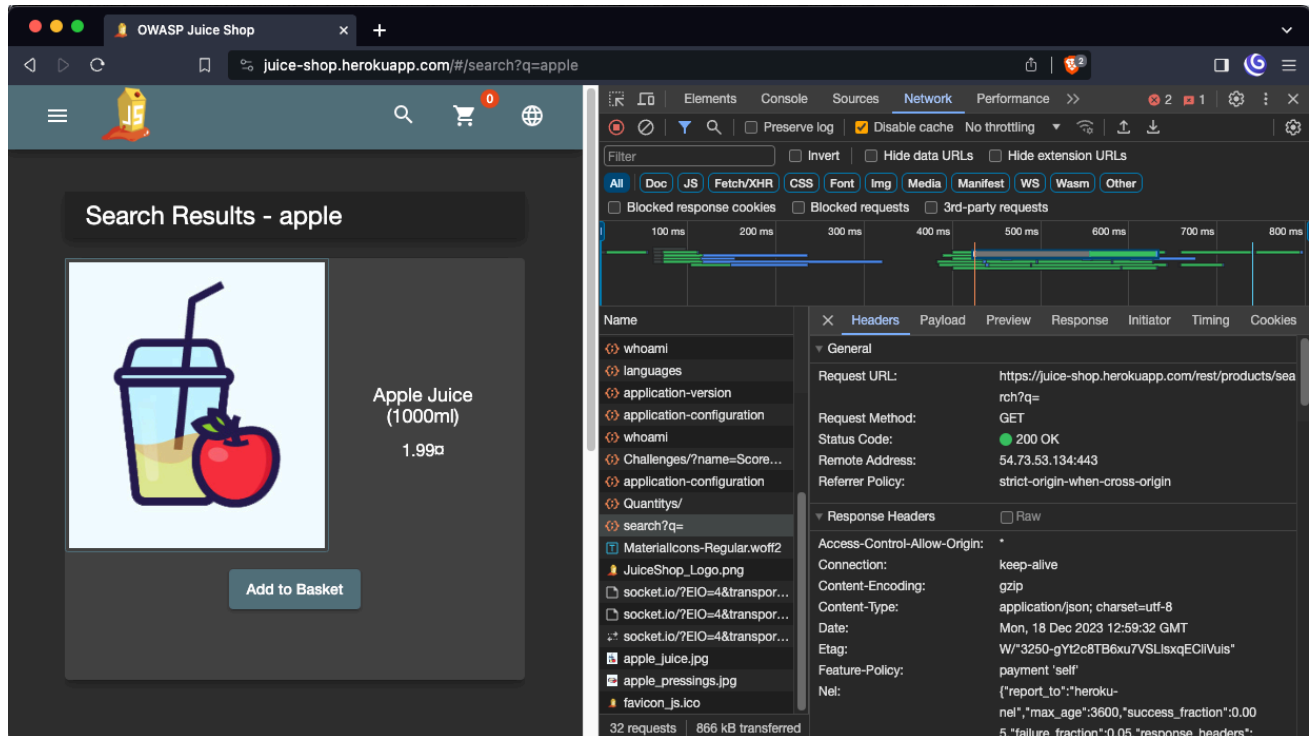 OWASP Juice Shop
juice-shop.herokuapp.com/#/search?q=apple
2
JS
0
Search Results - apple
Apple Juice
(1000ml)
1.99¤
Add to Basket
Elements Console Sources Network Performance 2 1
Preserve log Disable cache No throttling
Filter Invert Hide data URLs Hide extension URLs
All Doc JS Fetch/XHR CSS Font Img Media Manifest WS Wasm Other
Blocked response cookies Blocked requests 3rd-party requests
100 ms 200 ms 300 ms 400 ms 500 ms 600 ms 700 ms 800 ms
Name
whoami
languages
application-version
application-configuration
whoami
Challenges/?name=Score...
application-configuration
Quantitys/
search?q=
MaterialIcons-Regular.woff2
JuiceShop_Logo.png
socket.io/?EIO=4&transpor...
socket.io/?EIO=4&transpor...
socket.io/?EIO=4&transpor...
apple_juice.jpg
apple_pressings.jpg
favicon_js.ico
32 requests 866 kB transferred
Headers Payload Preview Response Initiator Timing Cookies
General
Request URL: https://juice-shop.herokuapp.com/rest/products/sea
rch?q=
Request Method: GET
Status Code: 200 OK
Remote Address: 54.73.53.134:443
Referrer Policy: strict-origin-when-cross-origin
Response Headers Raw
Access-Control-Allow-Origin: *
Connection: keep-alive
Content-Encoding: gzip
Content-Type: application/json; charset=utf-8
Date: Mon, 18 Dec 2023 12:59:32 GMT
Etag: W/"3250-gYt2c8TB6xu7VSLlsxqECliVuis"
Feature-Policy: payment 'self'
Nel: {"report_to":"heroku-
nel","max_age":3600,"success_fraction":0.00
5,"failure_fraction":0.05,"response_headers":